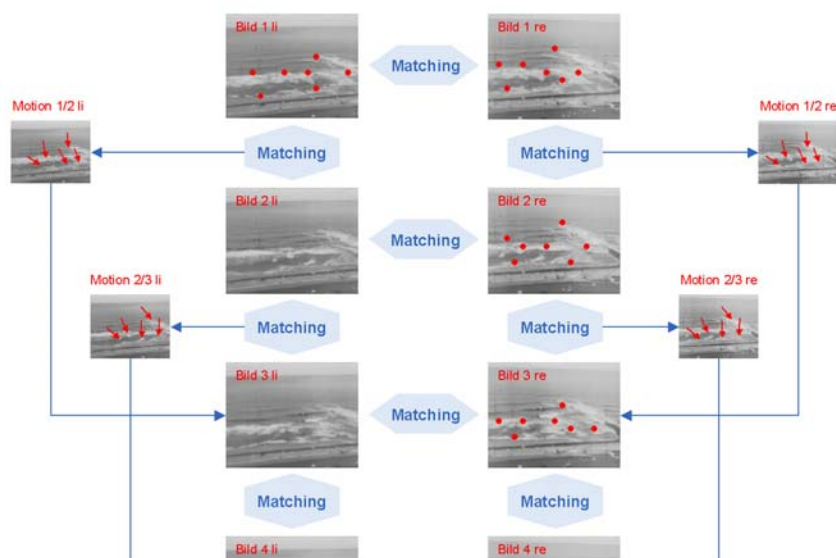 Bild 1 li
Matching
Bild 1 re
Motion 1/2 li
Matching
Matching
Motion 1/2 re
Bild 2 li
Matching
Bild 2 re
Motion 2/3 li
Matching
Matching
Motion 2/3 re
Bild 3 li
Matching
Bild 3 re
Matching
Matching
Bild 4 li
Bild 4 re